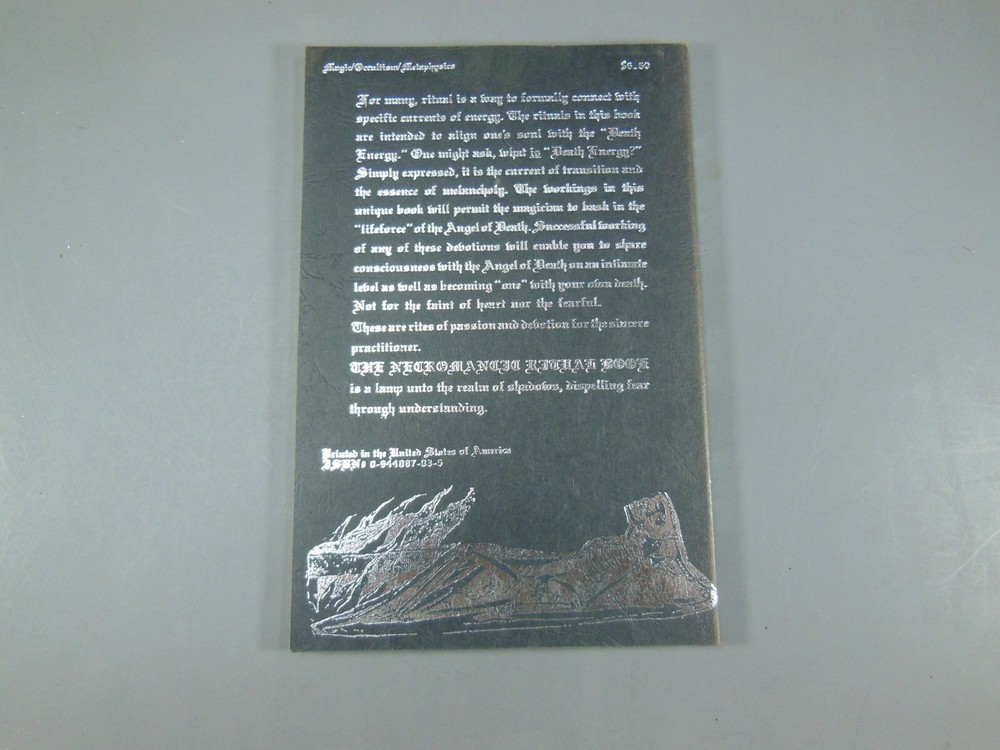 Magic/Occultism/Metaphysics
$6.50
For many, ritual is a way to formally connect with
specific currents of energy. The rituals in this book
are intended to align one's soul with the "Death
Energy." One might ask, what is "Death Energy?"
Simply expressed, it is the current of transition and
the essence of melancholy. The workings in this
unique book will permit the magician to bask in the
"lifeforce" of the Angel of Death. Successful working
of any of these devotions will enable you to share
consciousness with the Angel of Death on an intimate
level as well as becoming "one" with your own death.
Not for the faint of heart nor the fearful.
These are rites of passion and devotion for the sincere
practitioner.
THE NECROMANTIC RITUAL BOOK
is a lamp unto the realm of shadows, dispelling fear
through understanding.
Printed in the United States of America
ISBN# 0-944087-03-5